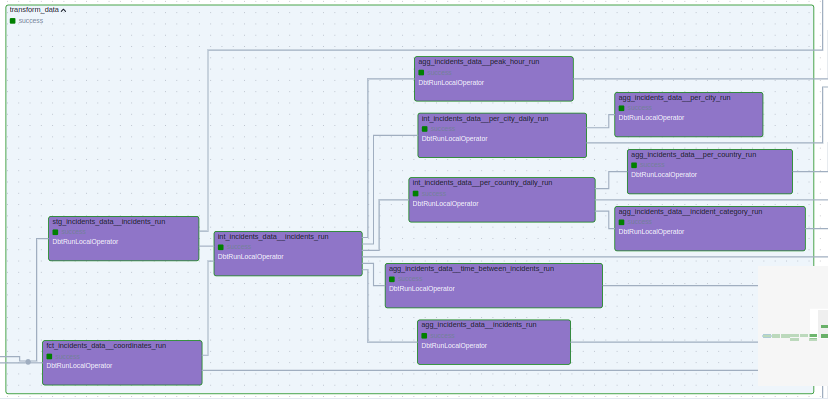 transform_data
success
agg_incidents_data__peak_hour_run
DbtRunLocalOperator
int_incidents_data__per_city_daily_run
DbtRunLocalOperator
agg_incidents_data__per_city_run
DbtRunLocalOperator
agg_incidents_data__per_country_run
DbtRunLocalOperator
int_incidents_data__per_country_daily_run
DbtRunLocalOperator
agg_incidents_data__incident_category_run
DbtRunLocalOperator
stg_incidents_data__incidents_run
DbtRunLocalOperator
int_incidents_data__incidents_run
DbtRunLocalOperator
agg_incidents_data__time_between_incidents_run
DbtRunLocalOperator
agg_incidents_data__incidents_run
DbtRunLocalOperator
fct_incidents_data__coordinates_run
DbtRunLocalOperator